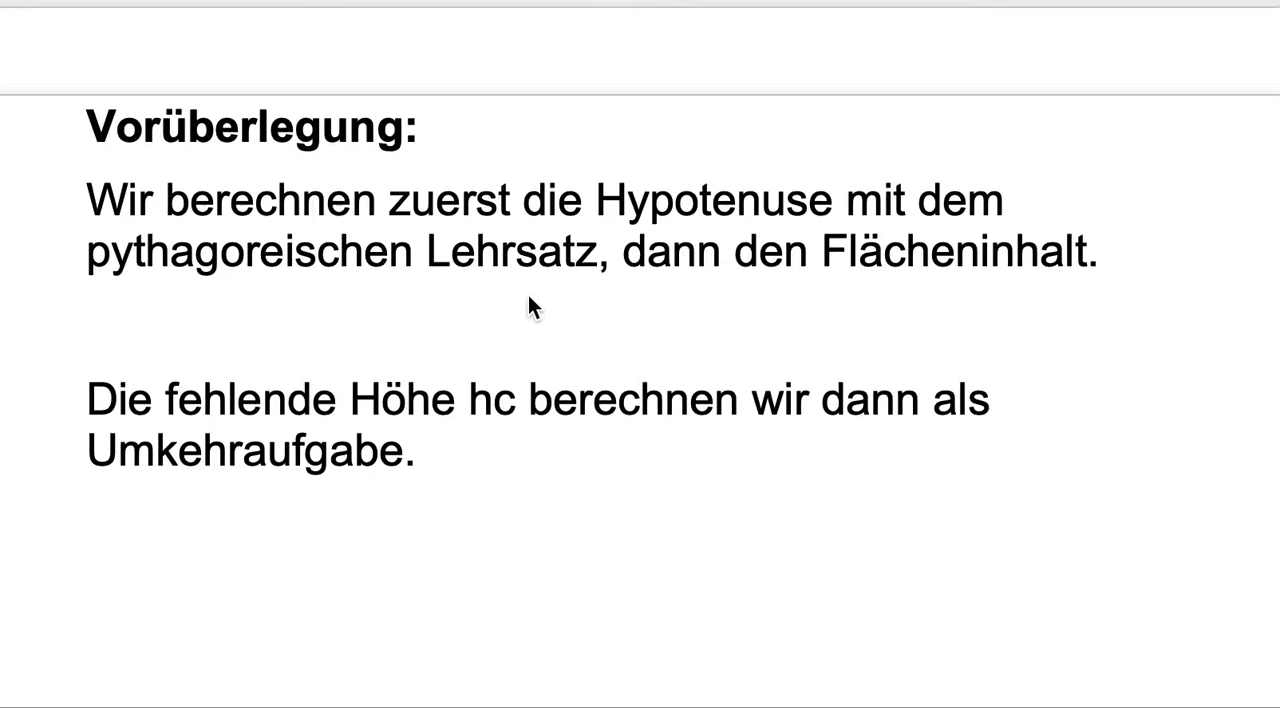 Vorüberlegung:
Wir berechnen zuerst die Hypotenuse mit dem
pythagoreischen Lehrsatz, dann den Flächeninhalt.
Die fehlende Höhe hc berechnen wir dann als
Umkehraufgabe.